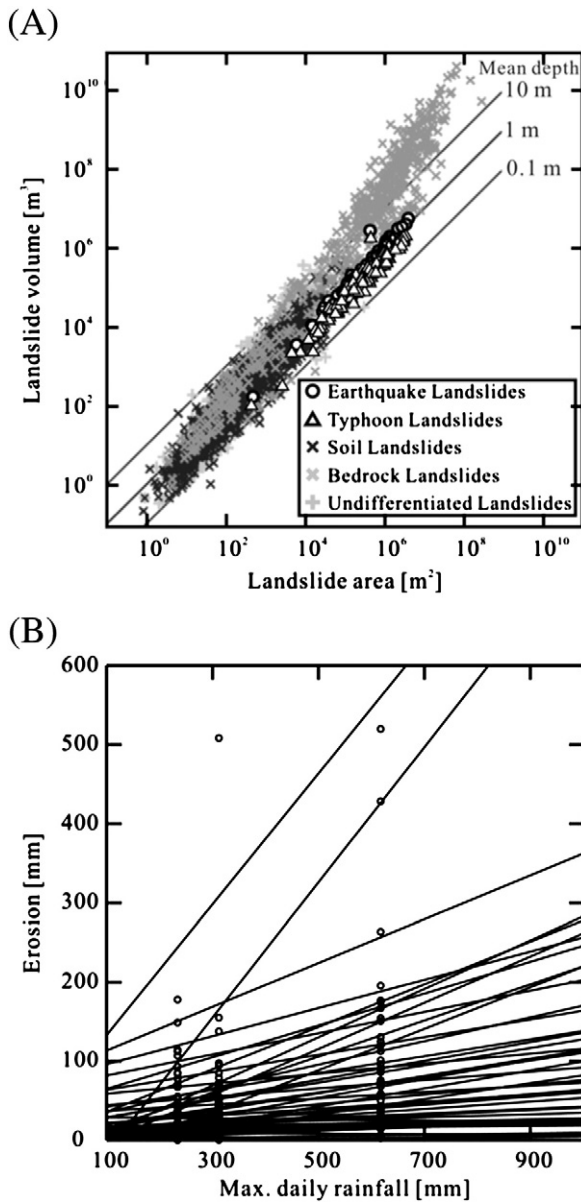 (A)
Mean depth
10 m
1 m
0.1 m
10¹⁰
10⁸
10⁶
10⁴
10²
10⁰
Landslide volume [m³]
Earthquake Landslides
Typhoon Landslides
Soil Landslides
Bedrock Landslides
Undifferentiated Landslides
10⁰ 10² 10⁴ 10⁶ 10⁸ 10¹⁰
Landslide area [m²]
(B)
600
500
400
300
200
100
0
Erosion [mm]
100 300 500 700 900
Max. daily rainfall [mm]